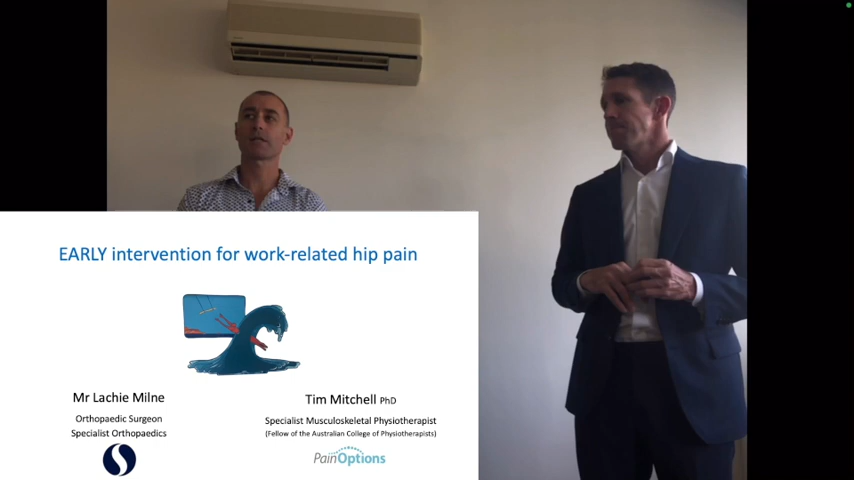 EARLY intervention for work-related hip pain
Mr Lachie Milne
Orthopaedic Surgeon
Specialist Orthopaedics
Tim Mitchell PhD
Specialist Musculoskeletal Physiotherapist
(Fellow of the Australian College of Physiotherapists)
PainOptions